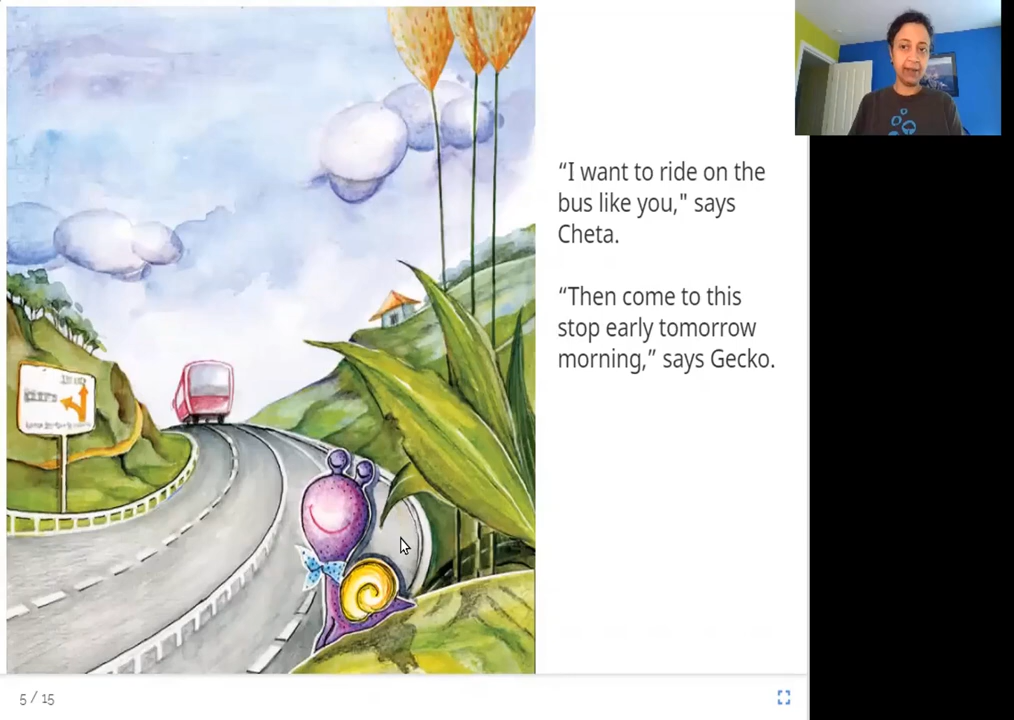 “I want to ride on the
bus like you," says
Cheta.
“Then come to this
stop early tomorrow
morning,” says Gecko.
5 / 15